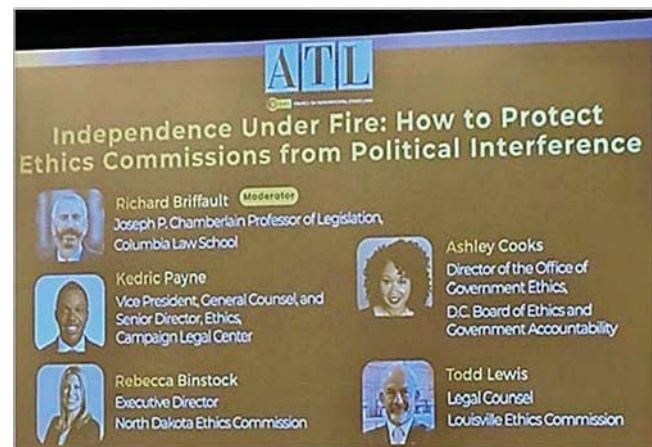 ATL
Independence Under Fire: How to Protect
Ethics Commissions from Political Interference
Richard Briffault Moderator
Joseph P. Chamberlain Professor of Legislation,
Columbia Law School
Kedric Payne
Vice President, General Counsel, and
Senior Director, Ethics,
Campaign Legal Center
Rebecca Binstock
Executive Director
North Dakota Ethics Commission
Ashley Cooks
Director of the Office of
Government Ethics,
D.C. Board of Ethics and
Government Accountability
Todd Lewis
Legal Counsel
Louisville Ethics Commission